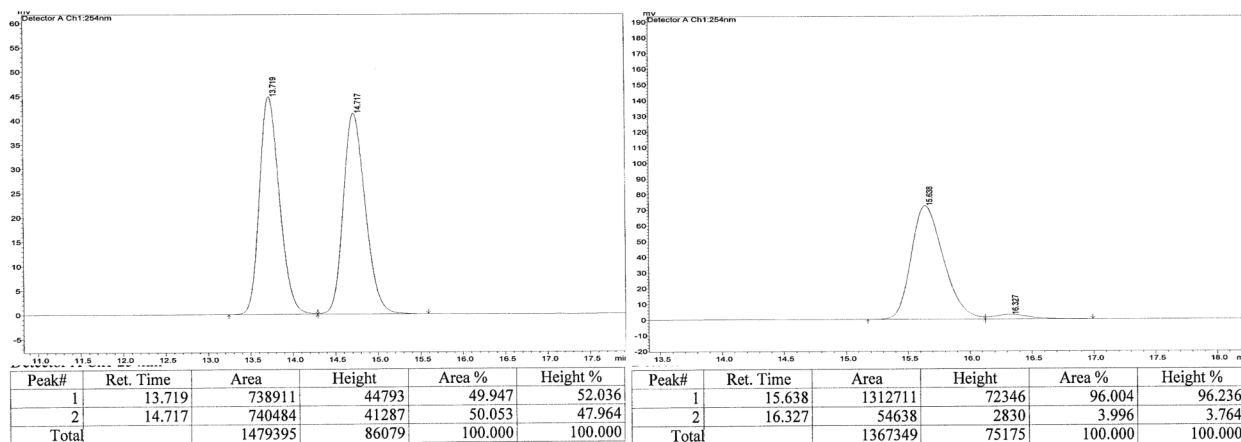 mV
Detector A Ch1:254nm
60
55
50
45
40
35
30
25
20
15
10
5
0
-5
13.719
14.717
11.0 11.5 12.0 12.5 13.0 13.5 14.0 14.5 15.0 15.5 16.0 16.5 17.0 17.5 min
Peak# Ret. Time Area Height Area % Height %
1 13.719 738911 44793 49.947 52.036
2 14.717 740484 41287 50.053 47.964
Total 1479395 86079 100.000 100.000
mV
Detector A Ch1:254nm
190
180
170
160
150
140
130
120
110
100
90
80
70
60
50
40
30
20
10
0
-10
-20
15.638
16.327
13.5 14.0 14.5 15.0 15.5 16.0 16.5 17.0 17.5 18.0 min
Peak# Ret. Time Area Height Area % Height %
1 15.638 1312711 72346 96.004 96.236
2 16.327 54638 2830 3.996 3.764
Total 1367349 75175 100.000 100.000